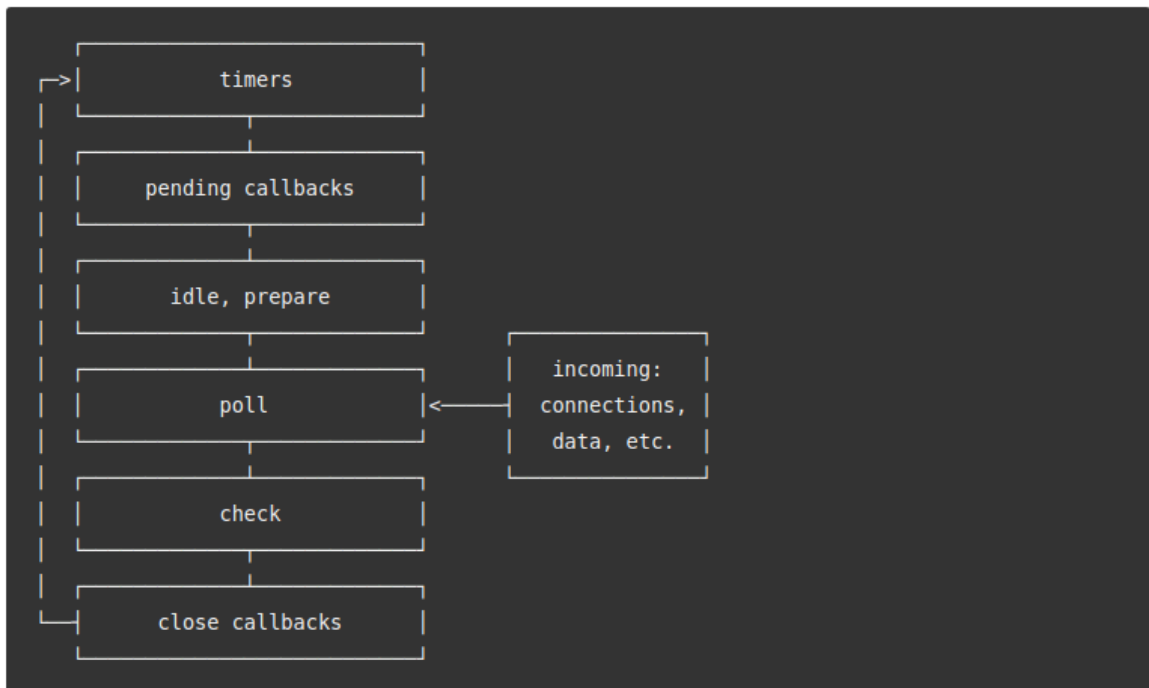 timers
pending callbacks
idle, prepare
poll
incoming:
connections,
data, etc.
check
close callbacks